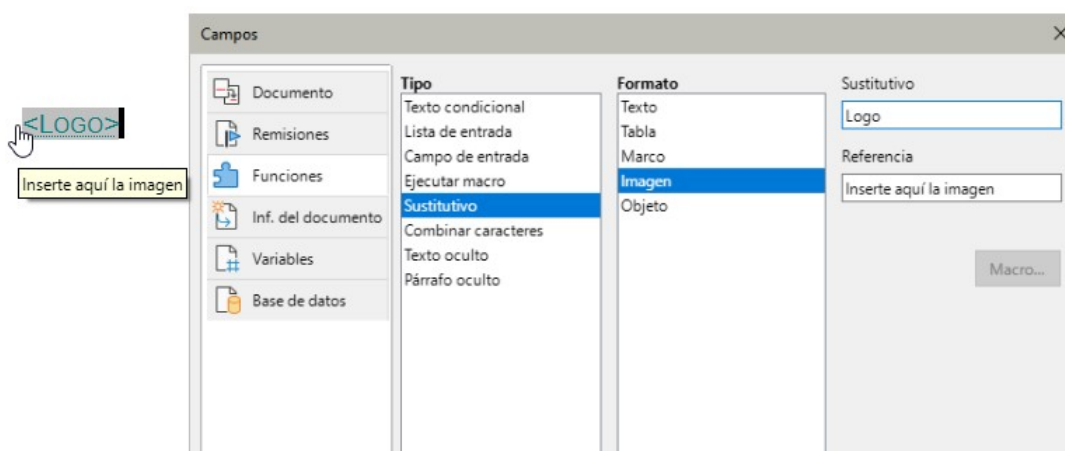 <LOGO>
Inserte aquí la imagen
Campos
Documento
Remisiones
Funciones
Inf. del documento
Variables
Base de datos
Tipo
Texto condicional
Lista de entrada
Campo de entrada
Ejecutar macro
Sustitutivo
Combinar caracteres
Texto oculto
Párrafo oculto
Formato
Texto
Tabla
Marco
Imagen
Objeto
Sustitutivo
Logo
Referencia
Inserte aquí la imagen
Macro...